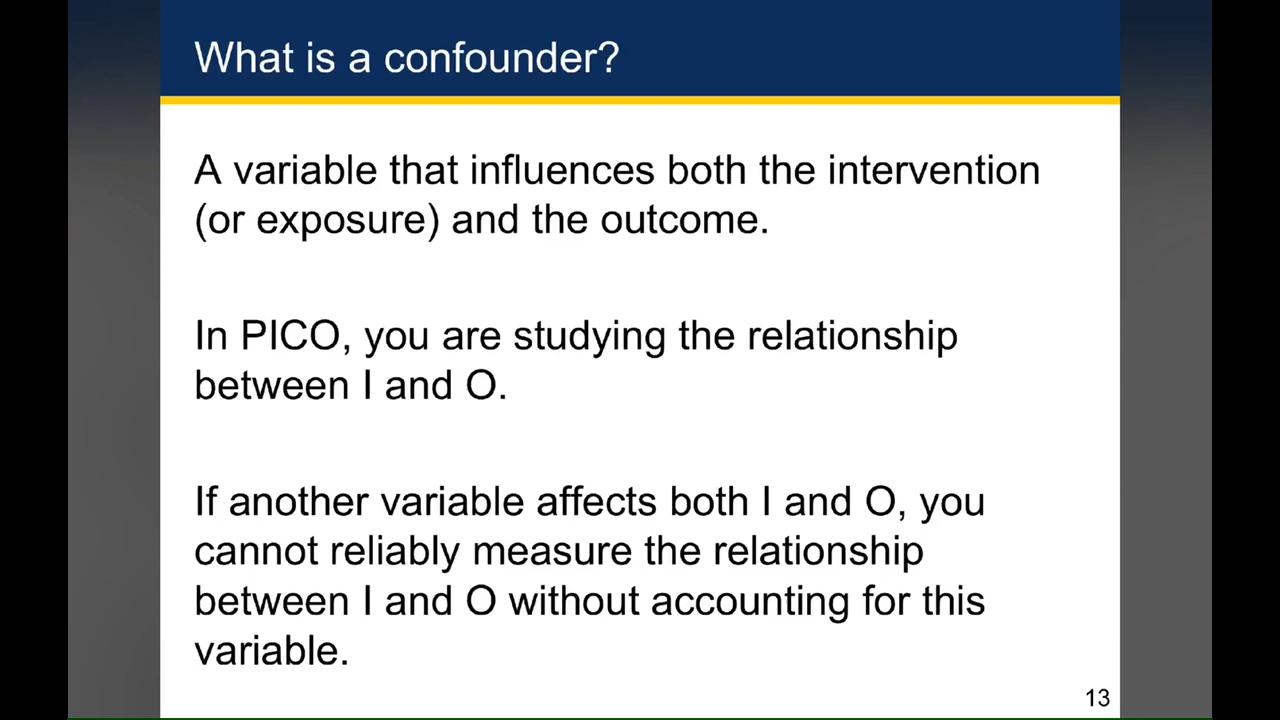 What is a confounder?
A variable that influences both the intervention
(or exposure) and the outcome.
In PICO, you are studying the relationship
between I and O.
If another variable affects both I and O, you
cannot reliably measure the relationship
between I and O without accounting for this
variable.
13